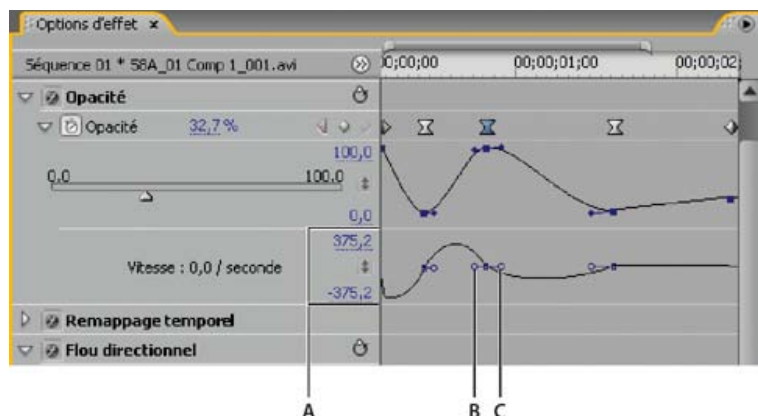 Options d'effet x
Séquence 01 * 58A_01 Comp 1_001.avi
0;00;00 00;00;01;00 00;00;02;
Opacité
Opacité 32,7 %
100,0
0,0 100,0
0,0
375,2
Vitesse : 0,0 / seconde
-375,2
Remappage temporel
Flou directionnel
A B C